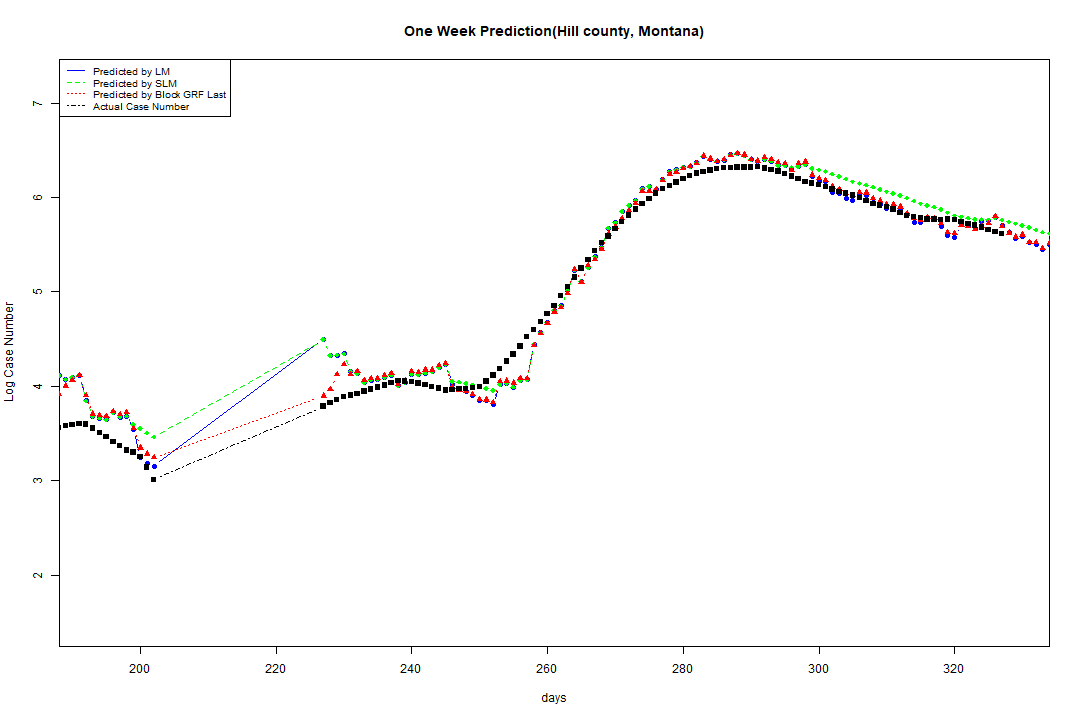 One Week Prediction(Hill county, Montana)
Predicted by LM
Predicted by SLM
Predicted by Block GRF Last
Actual Case Number
7
6
5
4
3
2
Log Case Number
200 220 240 260 280 300 320
days